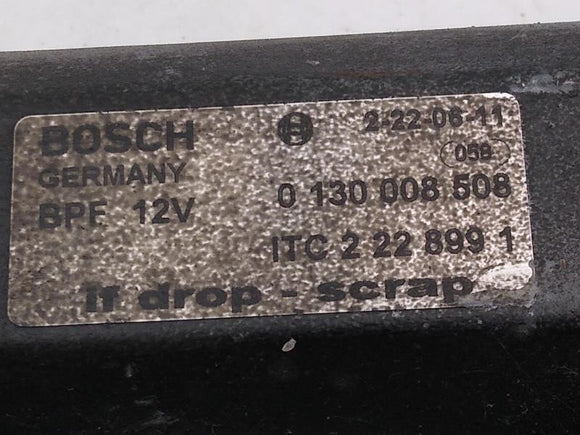 BOSCH
GERMANY
BPF 12V
2-22-06-11
058
0 130 008 508
ITC 2 22 899 1
if drop - scrap